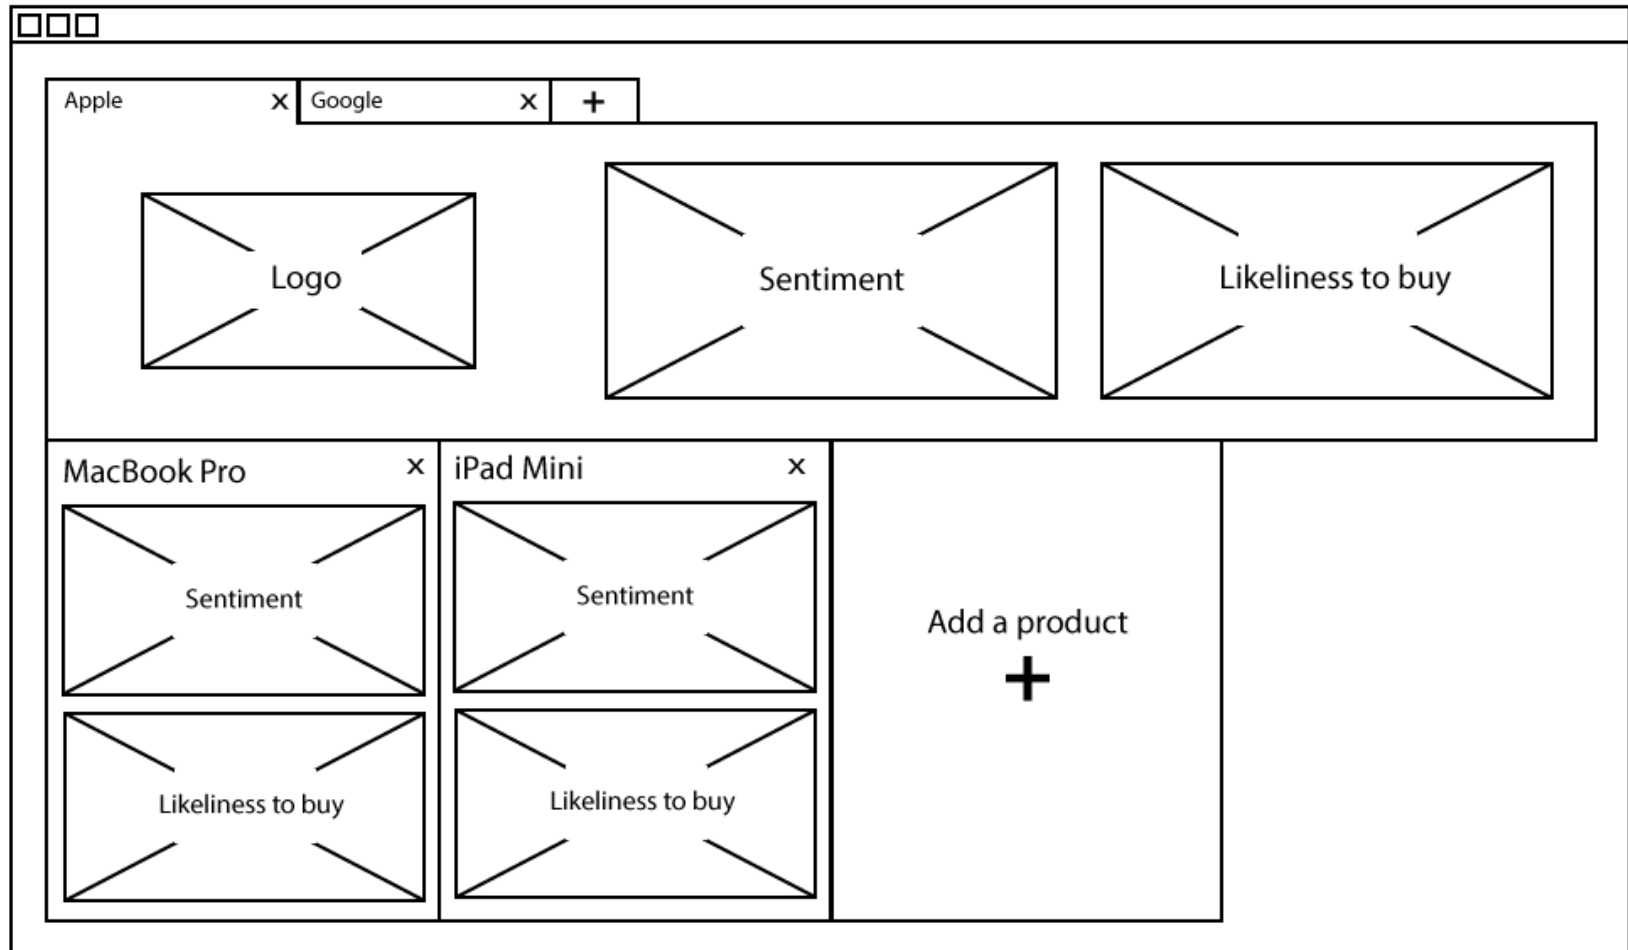 Apple x Google x +
Logo
Sentiment
Likeliness to buy
MacBook Pro x
Sentiment
Likeliness to buy
iPad Mini x
Sentiment
Likeliness to buy
Add a product
+